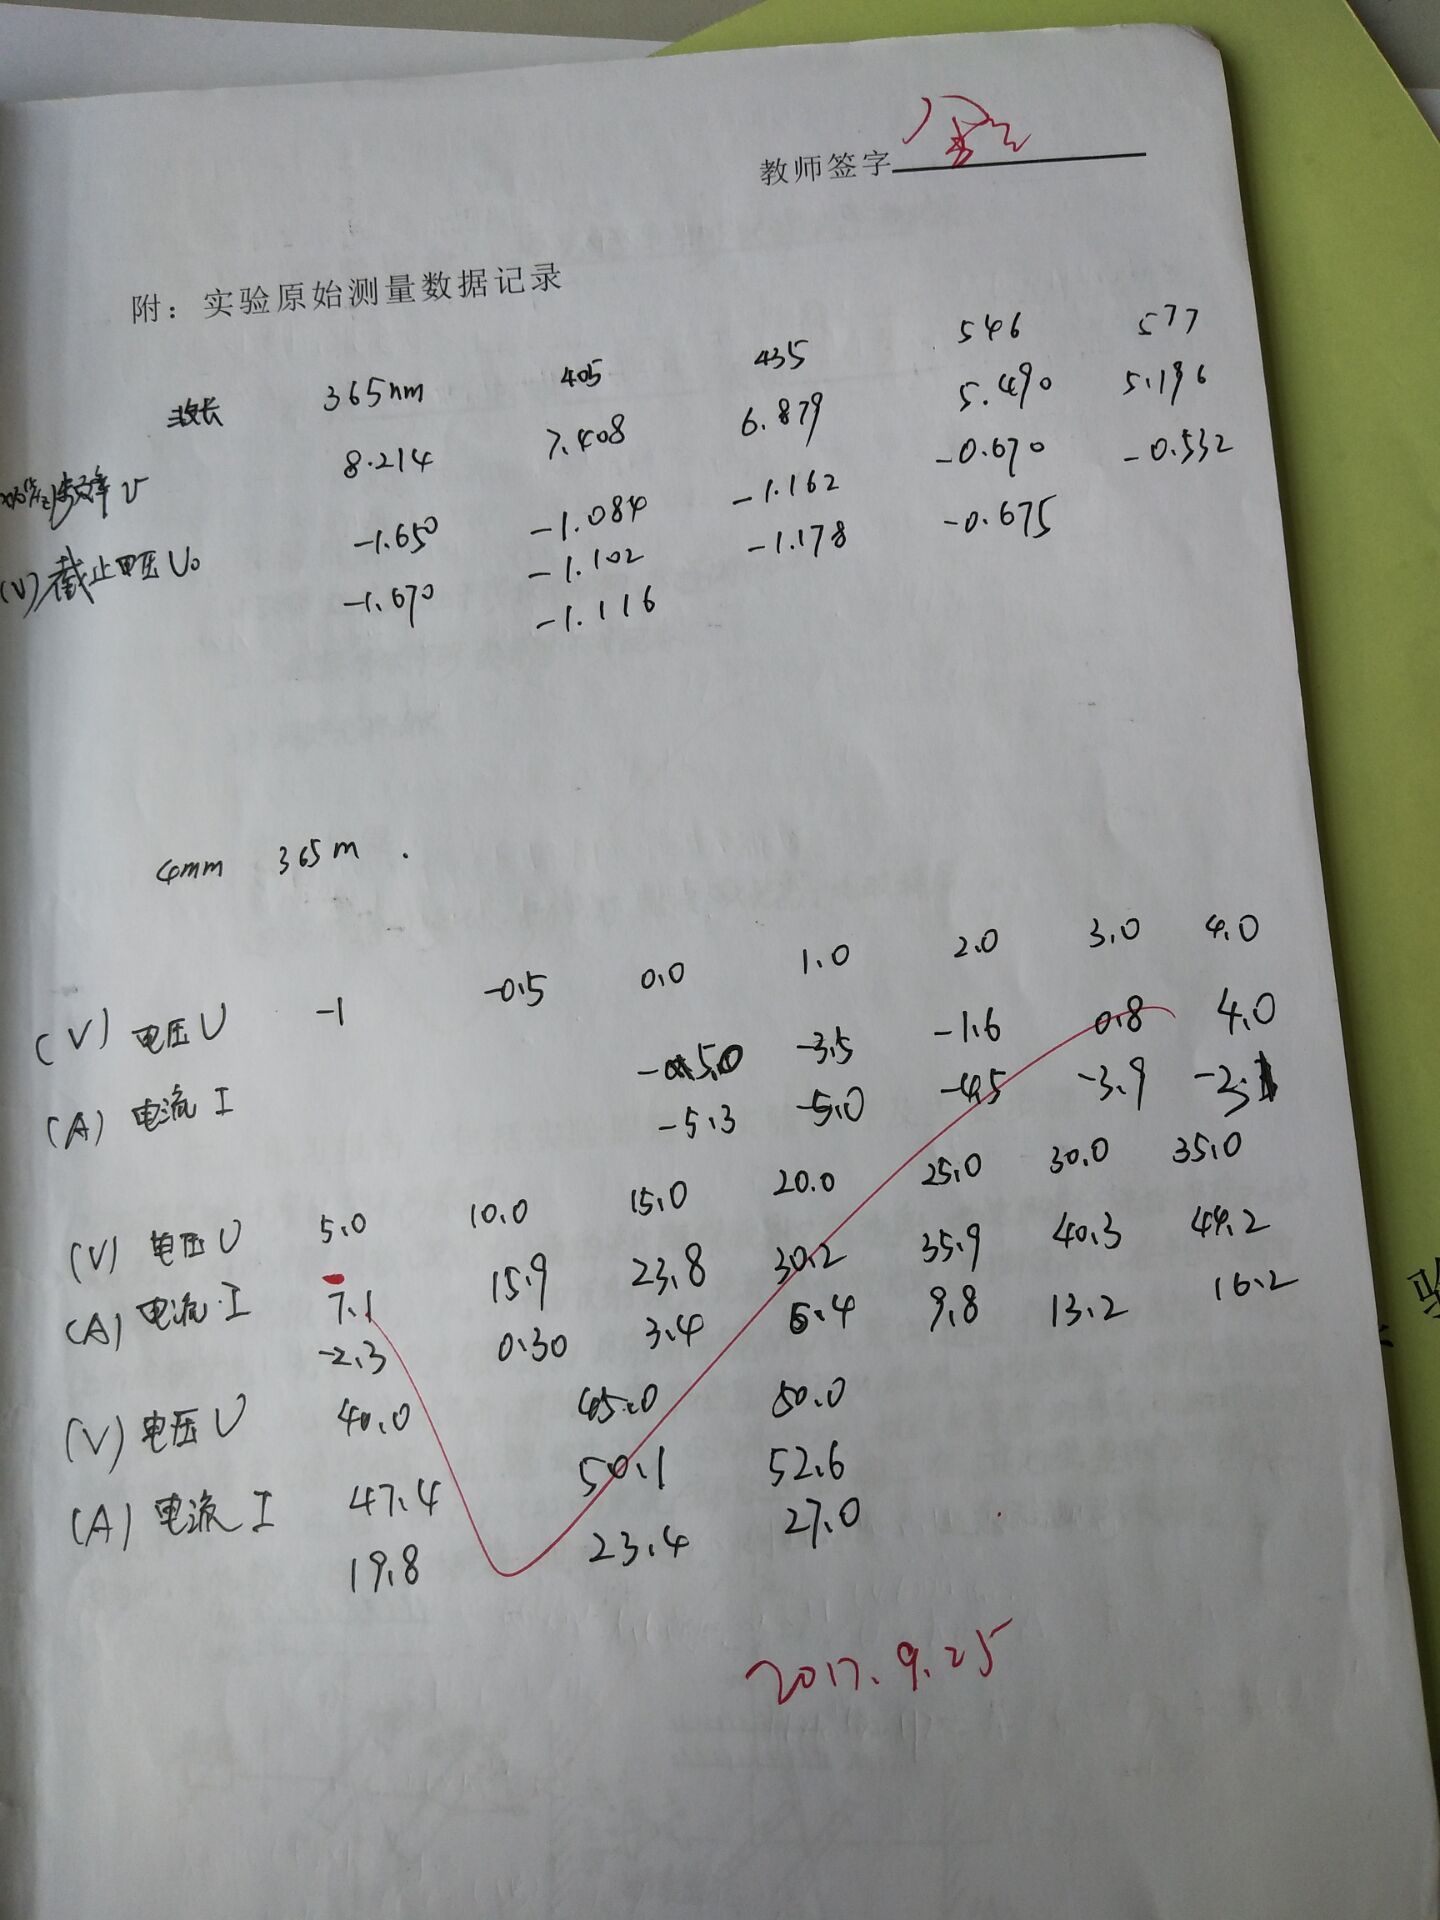 教师签字
附：实验原始测量数据记录
波长 365nm 405 435 546 577
频率 ν 8.214 7.408 6.879 5.490 5.196
(V) 截止电压 U₀ -1.650 -1.084 -1.162 -0.670 -0.532
-1.670 -1.102 -1.178 -0.675
-1.116
4mm 365m .
(V) 电压 U -1 -0.5 0.0 1.0 2.0 3.0 4.0
(A) 电流 I -5.0 -3.5 -1.6 0.8 4.0
-5.3 -5.0 -4.5 -3.9 -3.1
(V) 电压 U 5.0 10.0 15.0 20.0 25.0 30.0 35.0
(A) 电流 I 7.1 15.9 23.8 30.2 35.9 40.3 44.2
-2.3 0.30 3.4 6.4 9.8 13.2 16.2
(V) 电压 U 40.0 45.0 50.0
(A) 电流 I 47.4 50.1 52.6
19.8 23.4 27.0
2017.9.25